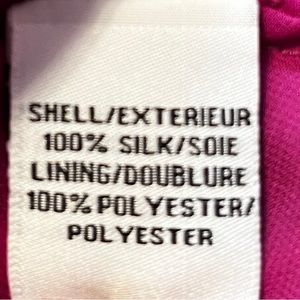 SHELL/EXTERIEUR
100% SILK/SOIE
LINING/DOUBLURE
100% POLYESTER/
POLYESTER